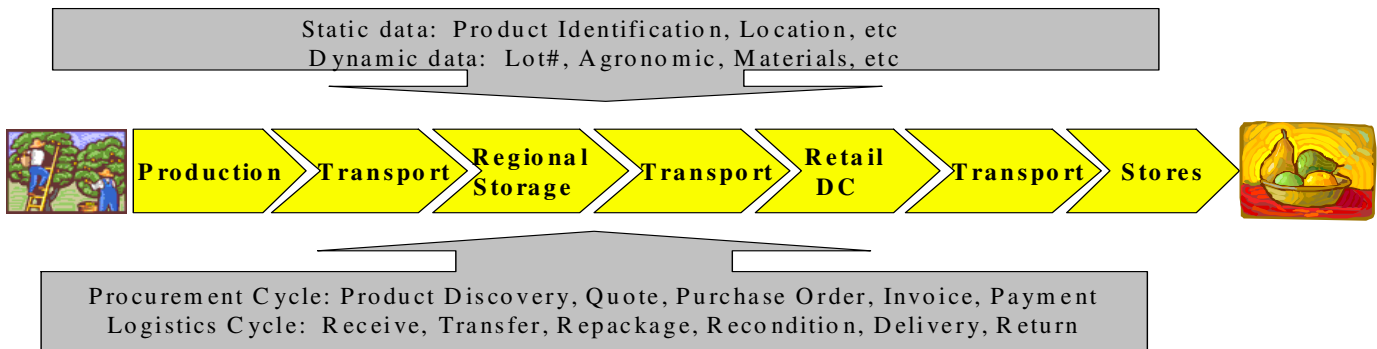 Static data: Product Identification, Location, etc
Dynamic data: Lot#, Agronomic, Materials, etc
Production
Transport
Regional
Storage
Transport
Retail
DC
Transport
Stores
Procurement Cycle: Product Discovery, Quote, Purchase Order, Invoice, Payment
Logistics Cycle: Receive, Transfer, Repackage, Recondition, Delivery, Return